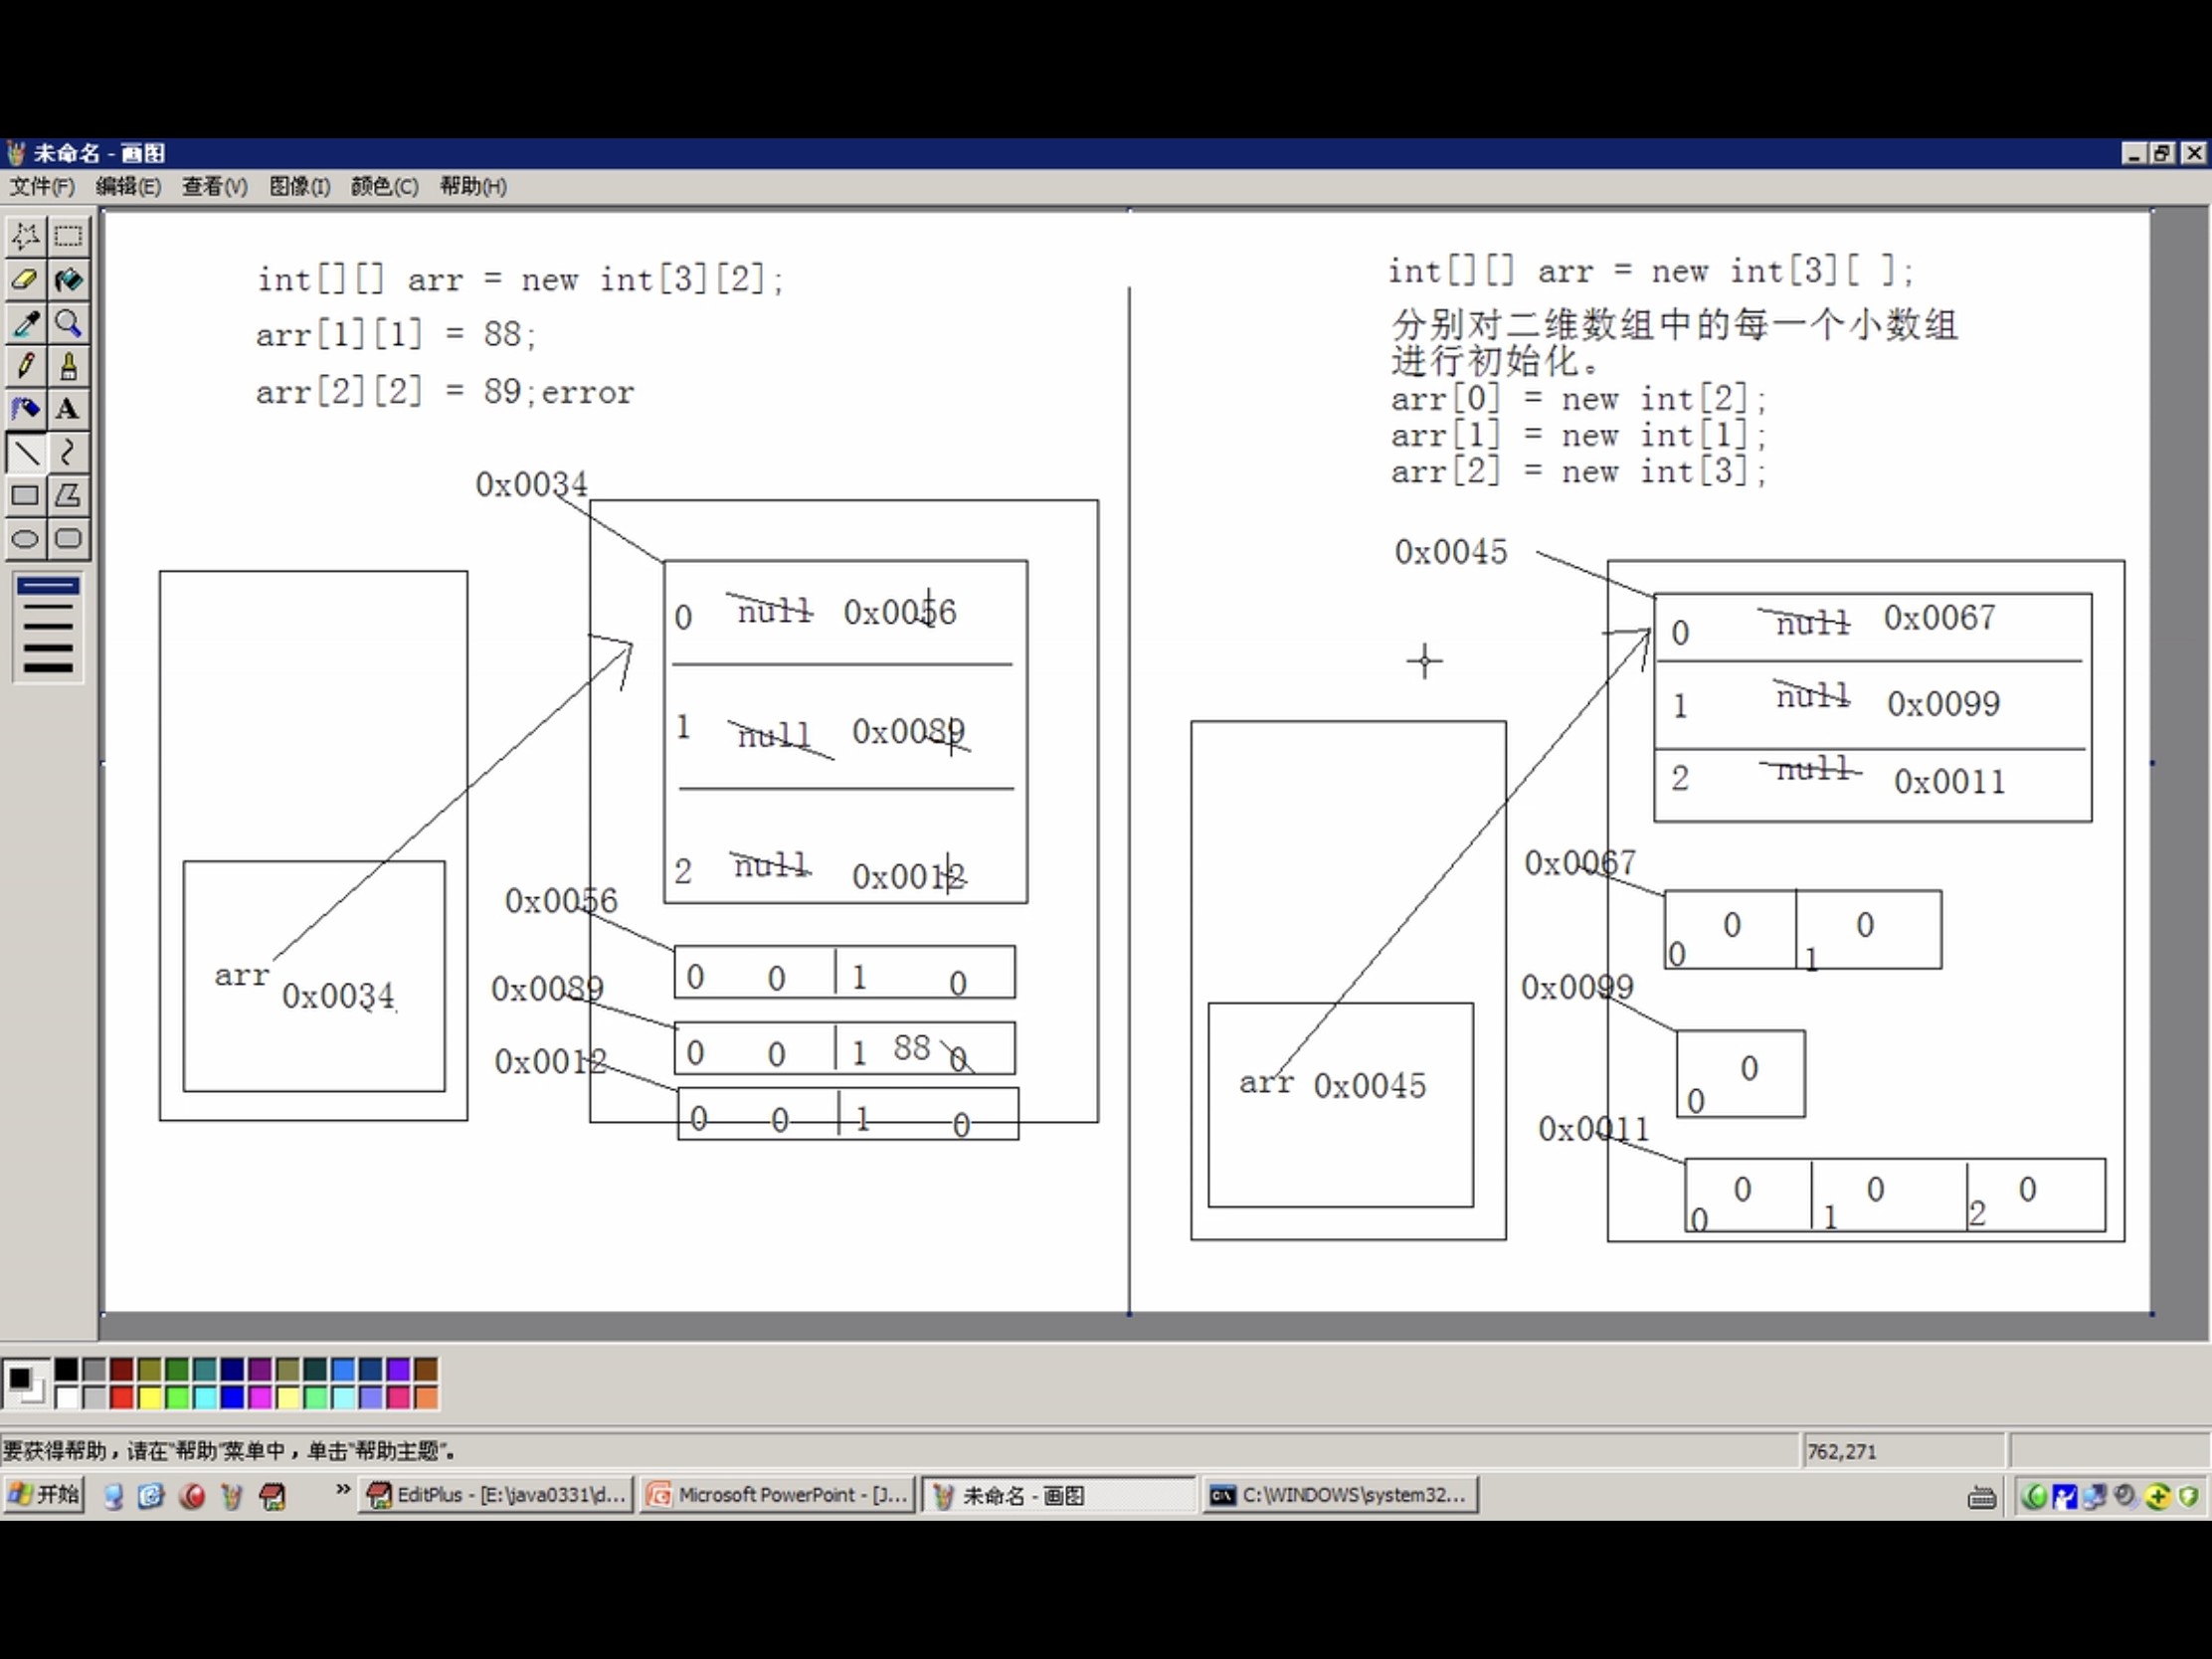 未命名 - 画图
文件(F) 编辑(E) 查看(V) 图像(I) 颜色(C) 帮助(H)
int[][] arr = new int[3][2];
arr[1][1] = 88;
arr[2][2] = 89;error
0x0034
0 null 0x0056
1 null 0x0089
2 null 0x0012
arr 0x0034
0x0056
0 0 1 0
0x0089
0 0 1 88 0
0x0012
0 0 1 0
int[][] arr = new int[3][ ];
分别对二维数组中的每一个小数组
进行初始化。
arr[0] = new int[2];
arr[1] = new int[1];
arr[2] = new int[3];
0x0045
0 null 0x0067
1 null 0x0099
2 null 0x0011
arr 0x0045
0x0067
0 0
0 1
0x0099
0
0
0x0011
0 0 0
0 1 2
要获得帮助，请在“帮助”菜单中，单击“帮助主题”。
762,271
开始
»
EditPlus - [E:\java0331\d...
Microsoft PowerPoint - [J...
未命名 - 画图
C:\WINDOWS\system32...